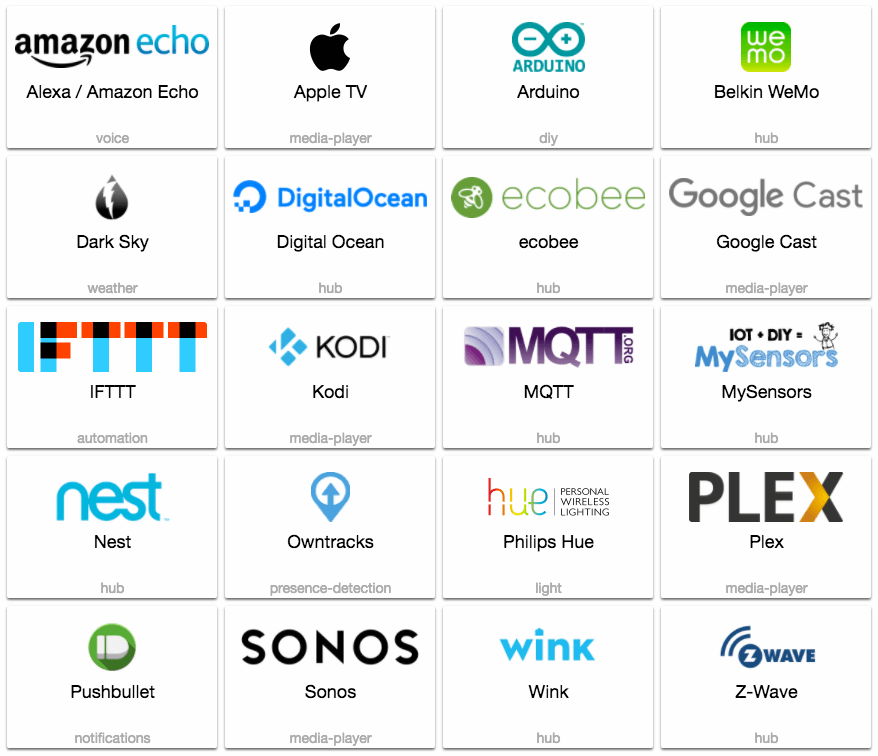 amazon echo
Alexa / Amazon Echo
voice
Apple TV
media-player
ARDUINO
Arduino
diy
we
mo
Belkin WeMo
hub
Dark Sky
weather
DigitalOcean
Digital Ocean
hub
ecobee
ecobee
hub
Google Cast
Google Cast
media-player
IFTTT
IFTTT
automation
KODI
Kodi
media-player
MQTT.ORG
MQTT
hub
IOT + DIY =
MySensors
MySensors
hub
nest™
Nest
hub
Owntracks
presence-detection
hue
PERSONAL
WIRELESS
LIGHTING
Philips Hue
light
PLEX
Plex
media-player
Pushbullet
notifications
SONOS
Sonos
media-player
wink
Wink
hub
Z WAVE
Z-Wave
hub